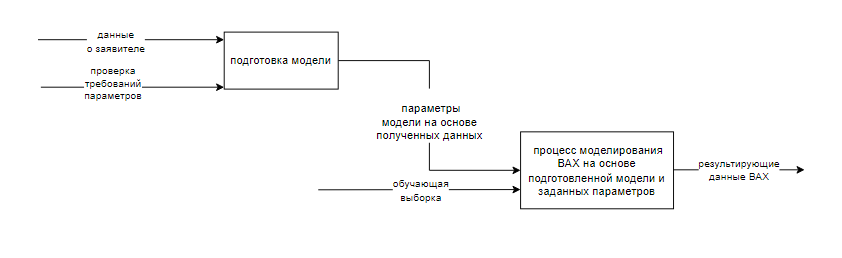 данные
о заявителе
проверка
требований
параметров
подготовка модели
параметры
модели на основе
полученных данных
обучающая
выборка
процесс моделирования
ВАХ на основе
подготовленной модели и
заданных параметров
результирующие
данные ВАХ